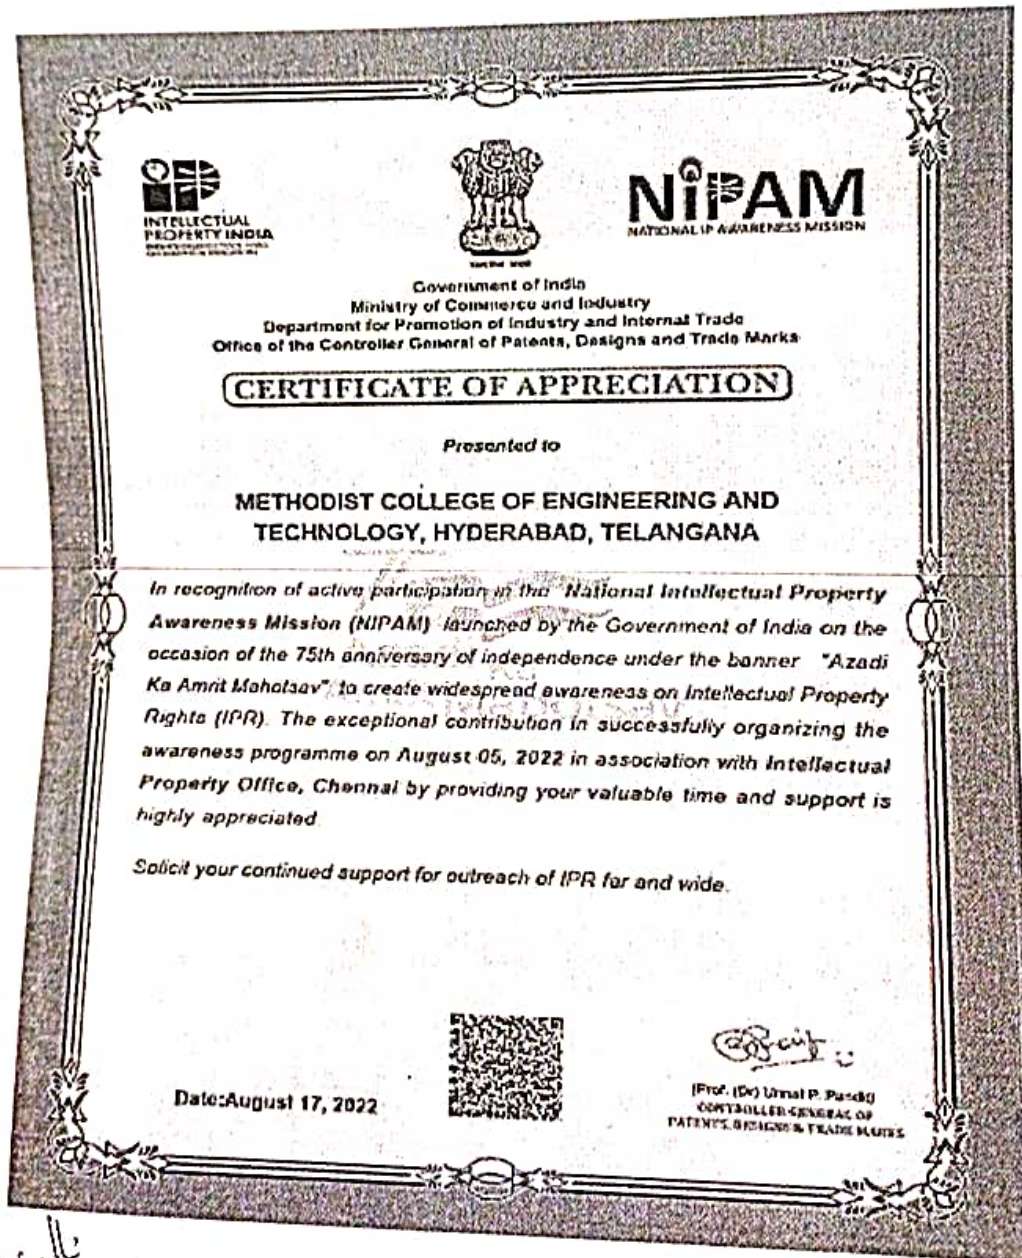 INTELLECTUAL
PROPERTY INDIA
NiPAM
NATIONAL IP AWARENESS MISSION
Government of India
Ministry of Commerce and Industry
Department for Promotion of Industry and Internal Trade
Office of the Controller General of Patents, Designs and Trade Marks
CERTIFICATE OF APPRECIATION
Presented to
METHODIST COLLEGE OF ENGINEERING AND
TECHNOLOGY, HYDERABAD, TELANGANA
In recognition of active participation in the "National Intellectual Property
Awareness Mission (NIPAM) launched by the Government of India on the
occasion of the 75th anniversary of independence under the banner "Azadi
Ka Amrit Mahotsav" to create widespread awareness on Intellectual Property
Rights (IPR). The exceptional contribution in successfully organizing the
awareness programme on August 05, 2022 in association with Intellectual
Property Office, Chennai by providing your valuable time and support is
highly appreciated
Solicit your continued support for outreach of IPR far and wide.
Date:August 17, 2022
(Prof. (Dr) Unnat P. Pandit)
CONTROLLER GENERAL OF
PATENTS, DESIGNS & TRADE MARKS